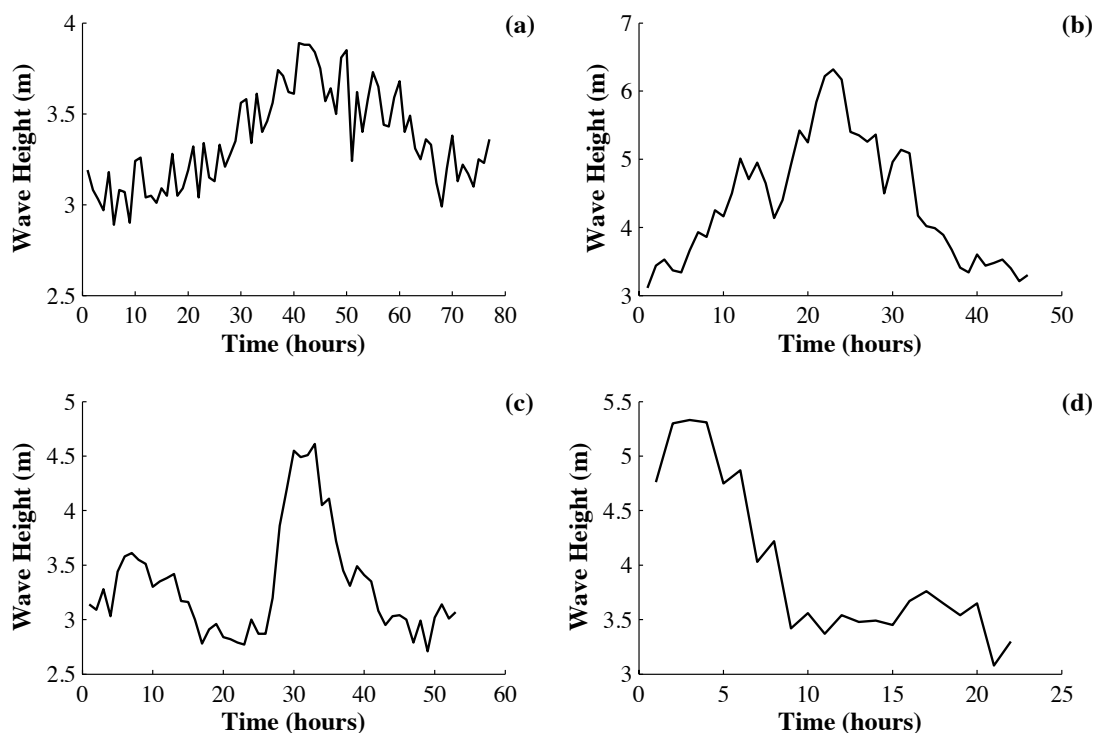 (a)
Wave Height (m)
4
3.5
3
2.5
0 10 20 30 40 50 60 70 80
Time (hours)
(b)
Wave Height (m)
7
6
5
4
3
0 10 20 30 40 50
Time (hours)
(c)
Wave Height (m)
5
4.5
4
3.5
3
2.5
0 10 20 30 40 50 60
Time (hours)
(d)
Wave Height (m)
5.5
5
4.5
4
3.5
3
0 5 10 15 20 25
Time (hours)